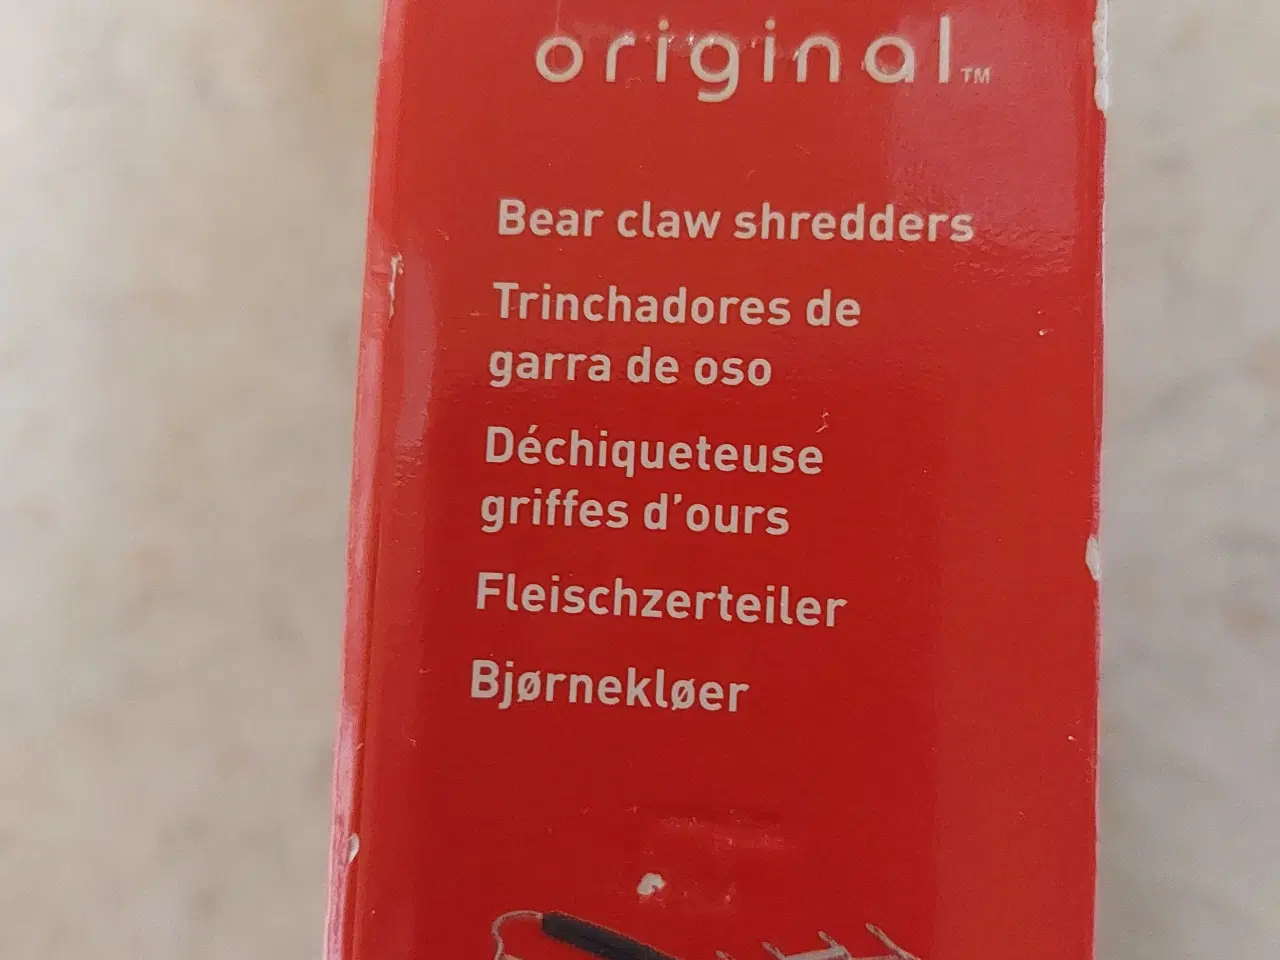 original™
Bear claw shredders
Trinchadores de
garra de oso
Déchiqueteuse
griffes d'ours
Fleischzerteiler
Bjørnekløer